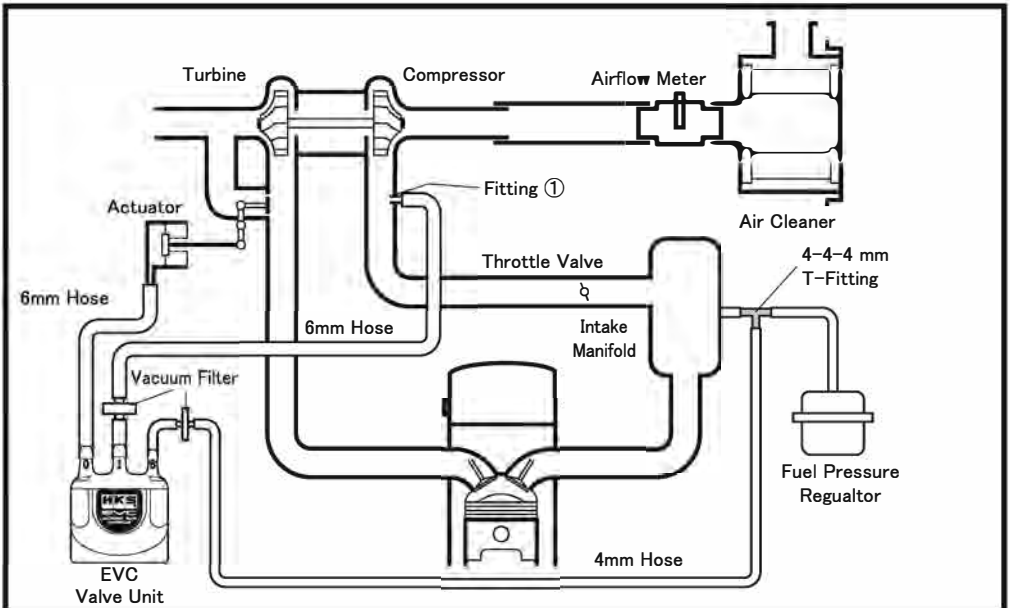 Turbine
Compressor
Airflow Meter
Fitting ①
Actuator
Air Cleaner
4-4-4 mm
T-Fitting
Throttle Valve
6mm Hose
6mm Hose
Intake
Manifold
Vacuum Filter
HKS
Fuel Pressure
Regualtor
4mm Hose
EVC
Valve Unit